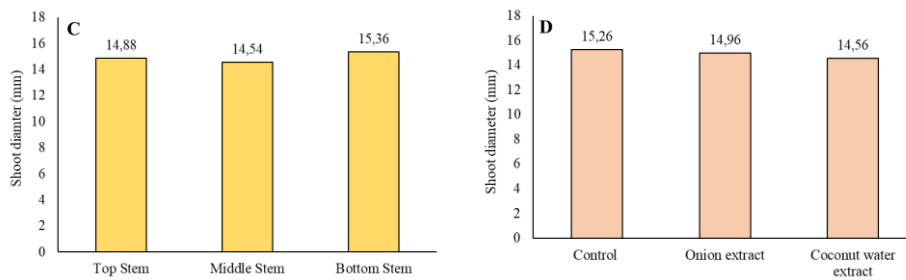 C
Shoot diamter (mm)
18
16
14
12
10
8
6
4
2
0
14,88
14,54
15,36
Top Stem
Middle Stem
Bottom Stem
D
Shoot diameter (mm)
18
16
14
12
10
8
6
4
2
0
15,26
14,96
14,56
Control
Onion extract
Coconut water
extract